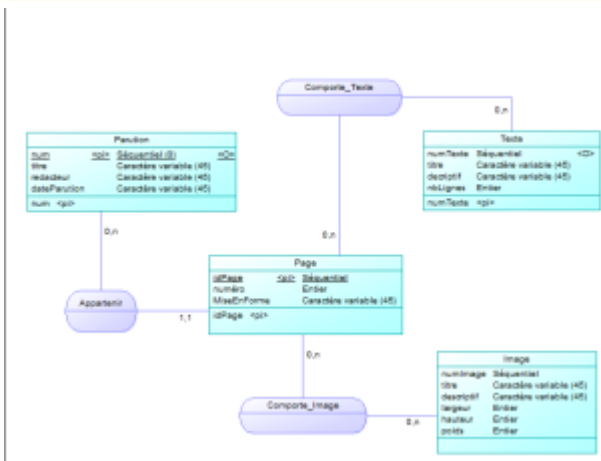 Comporte_Texte
0,n
Parution
num <pi> Séquentiel (8) <O>
titre Caractère variable (45)
redacteur Caractère variable (45)
dateParution Caractère variable (45)
num <pi>
Texte
numTexte Séquentiel <O>
titre Caractère variable (45)
decriptif Caractère variable (45)
nbLignes Entier
numTexte <pi>
0,n
0,n
Page
idPage <pi> Séquentiel
numéro Entier
MiseEnForme Caractère variable (45)
idPage <pi>
Appartenir
1,1
0,n
Image
numImage Séquentiel
titre Caractère variable (45)
descriptif Caractère variable (45)
largeur Entier
hauteur Entier
poids Entier
Comporte_Image
0,n